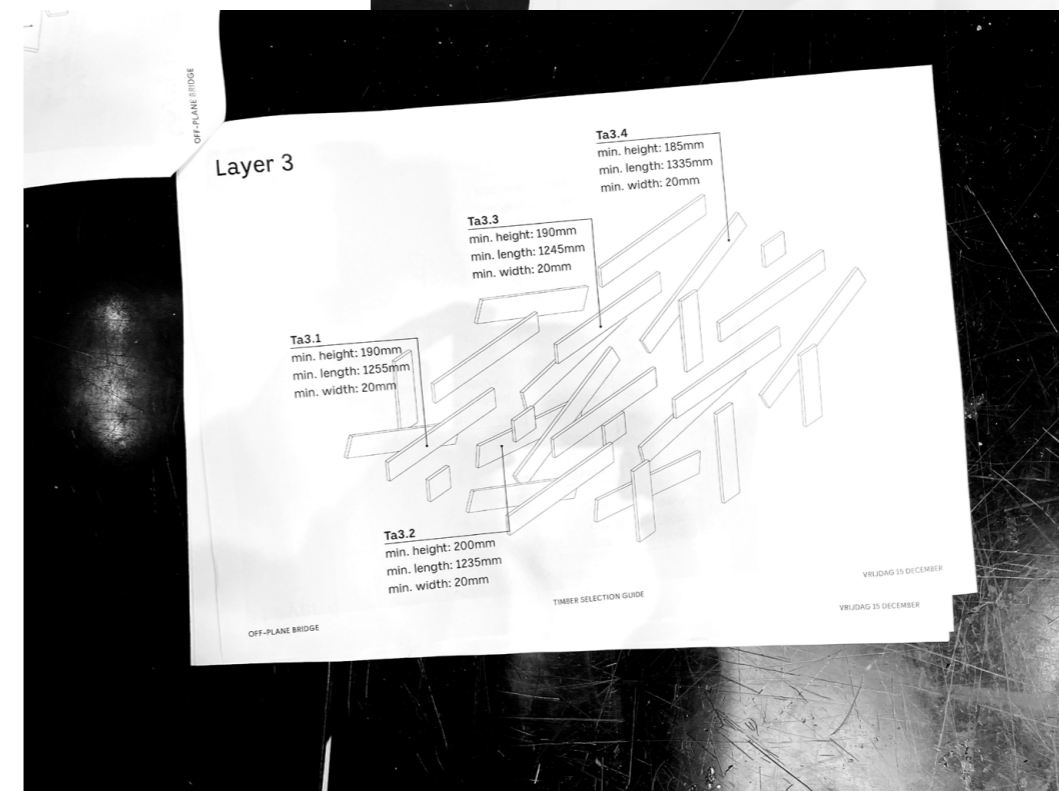 OFF-PLANE BRIDGE
Layer 3
Ta3.4
min. height: 185mm
min. length: 1335mm
min. width: 20mm
Ta3.3
min. height: 190mm
min. length: 1245mm
min. width: 20mm
Ta3.1
min. height: 190mm
min. length: 1255mm
min. width: 20mm
Ta3.2
min. height: 200mm
min. length: 1235mm
min. width: 20mm
OFF-PLANE BRIDGE
TIMBER SELECTION GUIDE
VRIJDAG 15 DECEMBER
VRIJDAG 15 DECEMBER